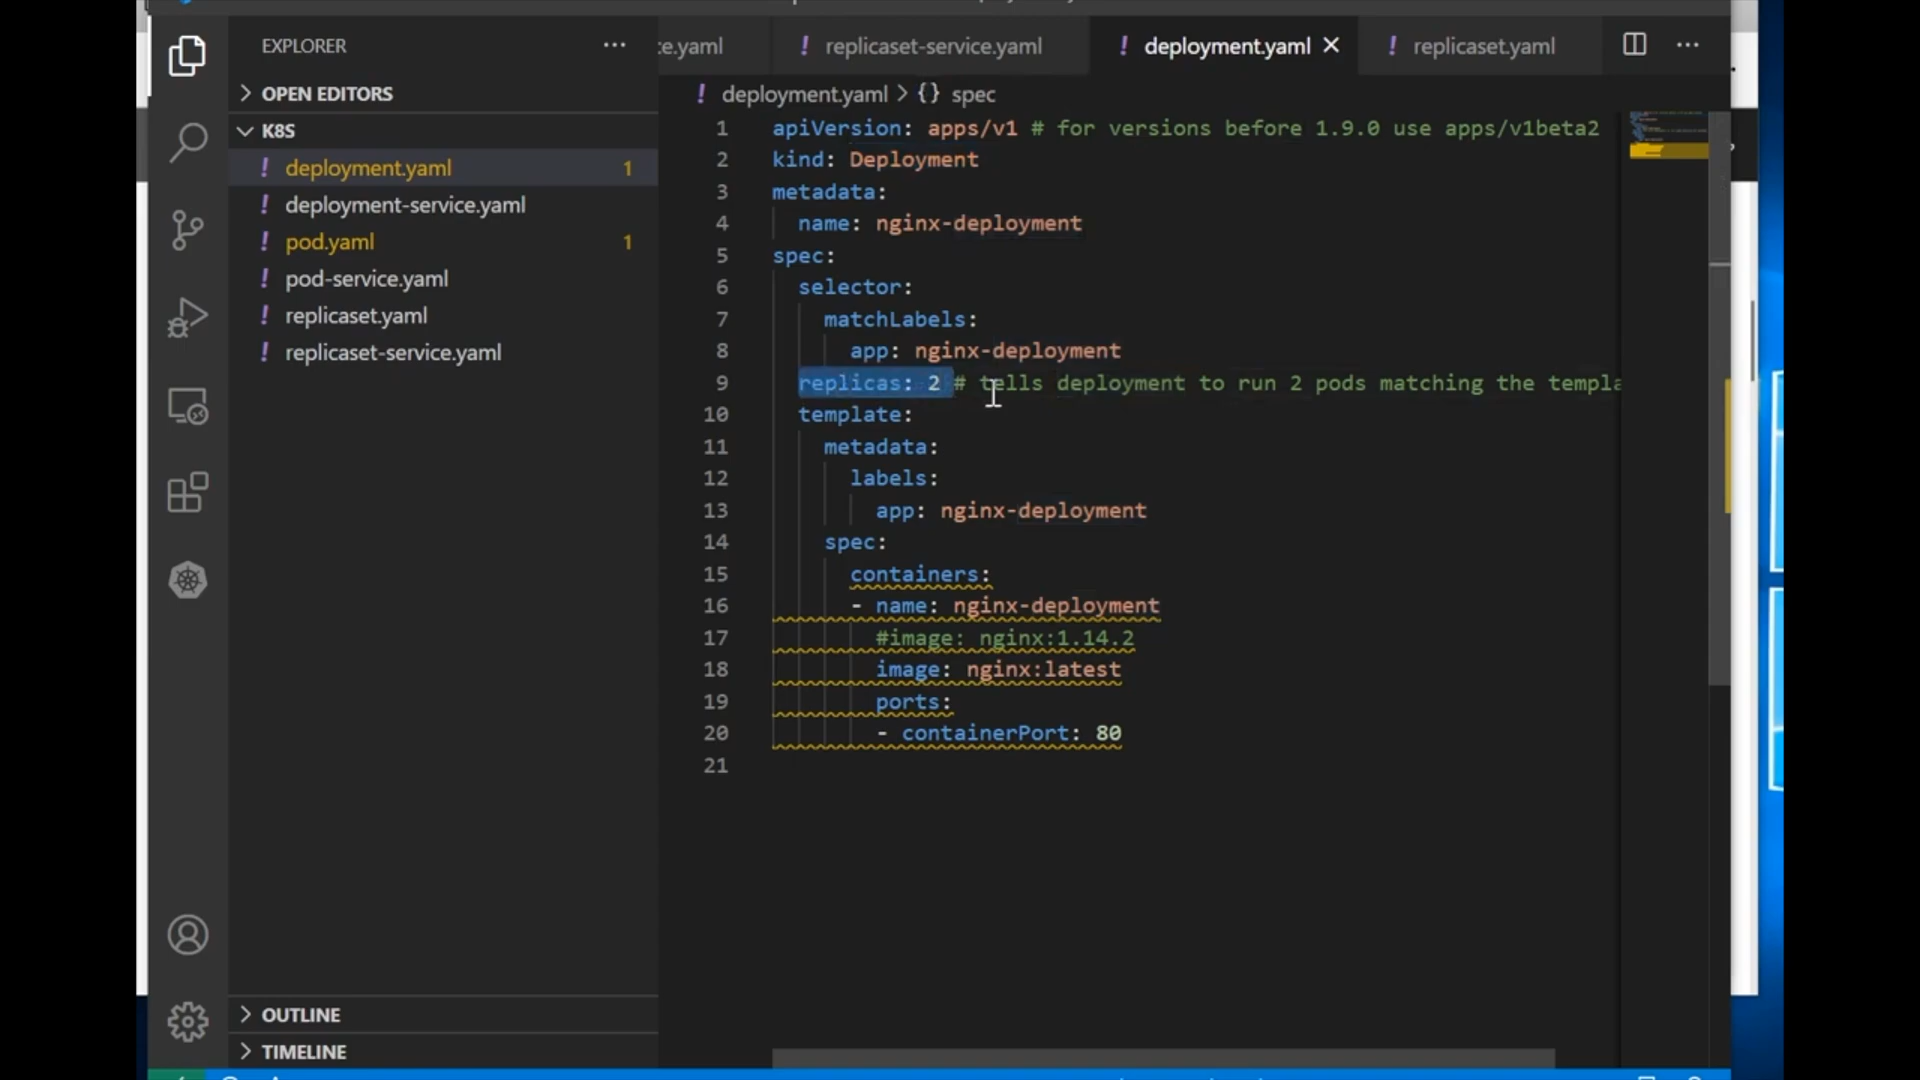 EXPLORER
OPEN EDITORS
K8S
! deployment.yaml 1
! deployment-service.yaml
! pod.yaml 1
! pod-service.yaml
! replicaset.yaml
! replicaset-service.yaml
OUTLINE
TIMELINE
e.yaml ! replicaset-service.yaml ! deployment.yaml ! replicaset.yaml
! deployment.yaml > {} spec
1 apiVersion: apps/v1 # for versions before 1.9.0 use apps/v1beta2
2 kind: Deployment
3 metadata:
4 name: nginx-deployment
5 spec:
6 selector:
7 matchLabels:
8 app: nginx-deployment
9 replicas: 2 # tells deployment to run 2 pods matching the templa
10 template:
11 metadata:
12 labels:
13 app: nginx-deployment
14 spec:
15 containers:
16 - name: nginx-deployment
17 #image: nginx:1.14.2
18 image: nginx:latest
19 ports:
20 - containerPort: 80
21